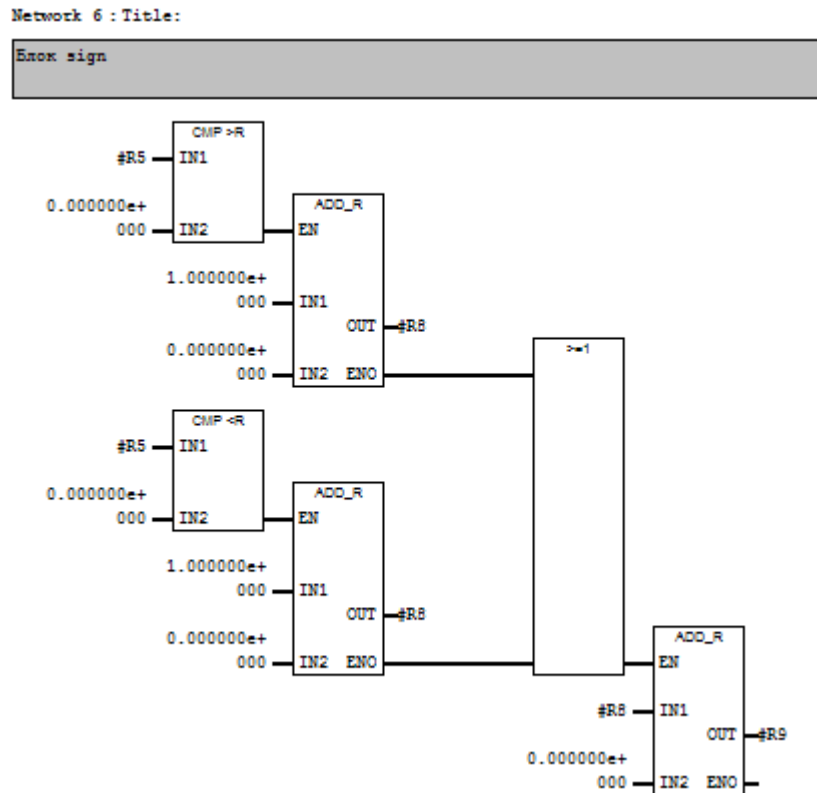 Network 6 : Title:
Блок sign
CMP >R
#R5 IN1
0.000000e+
000 IN2
ADD_R
EN
1.000000e+
000 IN1
OUT #R8
0.000000e+
000 IN2 ENO
>=1
CMP <R
#R5 IN1
0.000000e+
000 IN2
ADD_R
EN
1.000000e+
000 IN1
OUT #R8
0.000000e+
000 IN2 ENO
ADD_R
EN
#R8 IN1
OUT #R9
0.000000e+
000 IN2 ENO